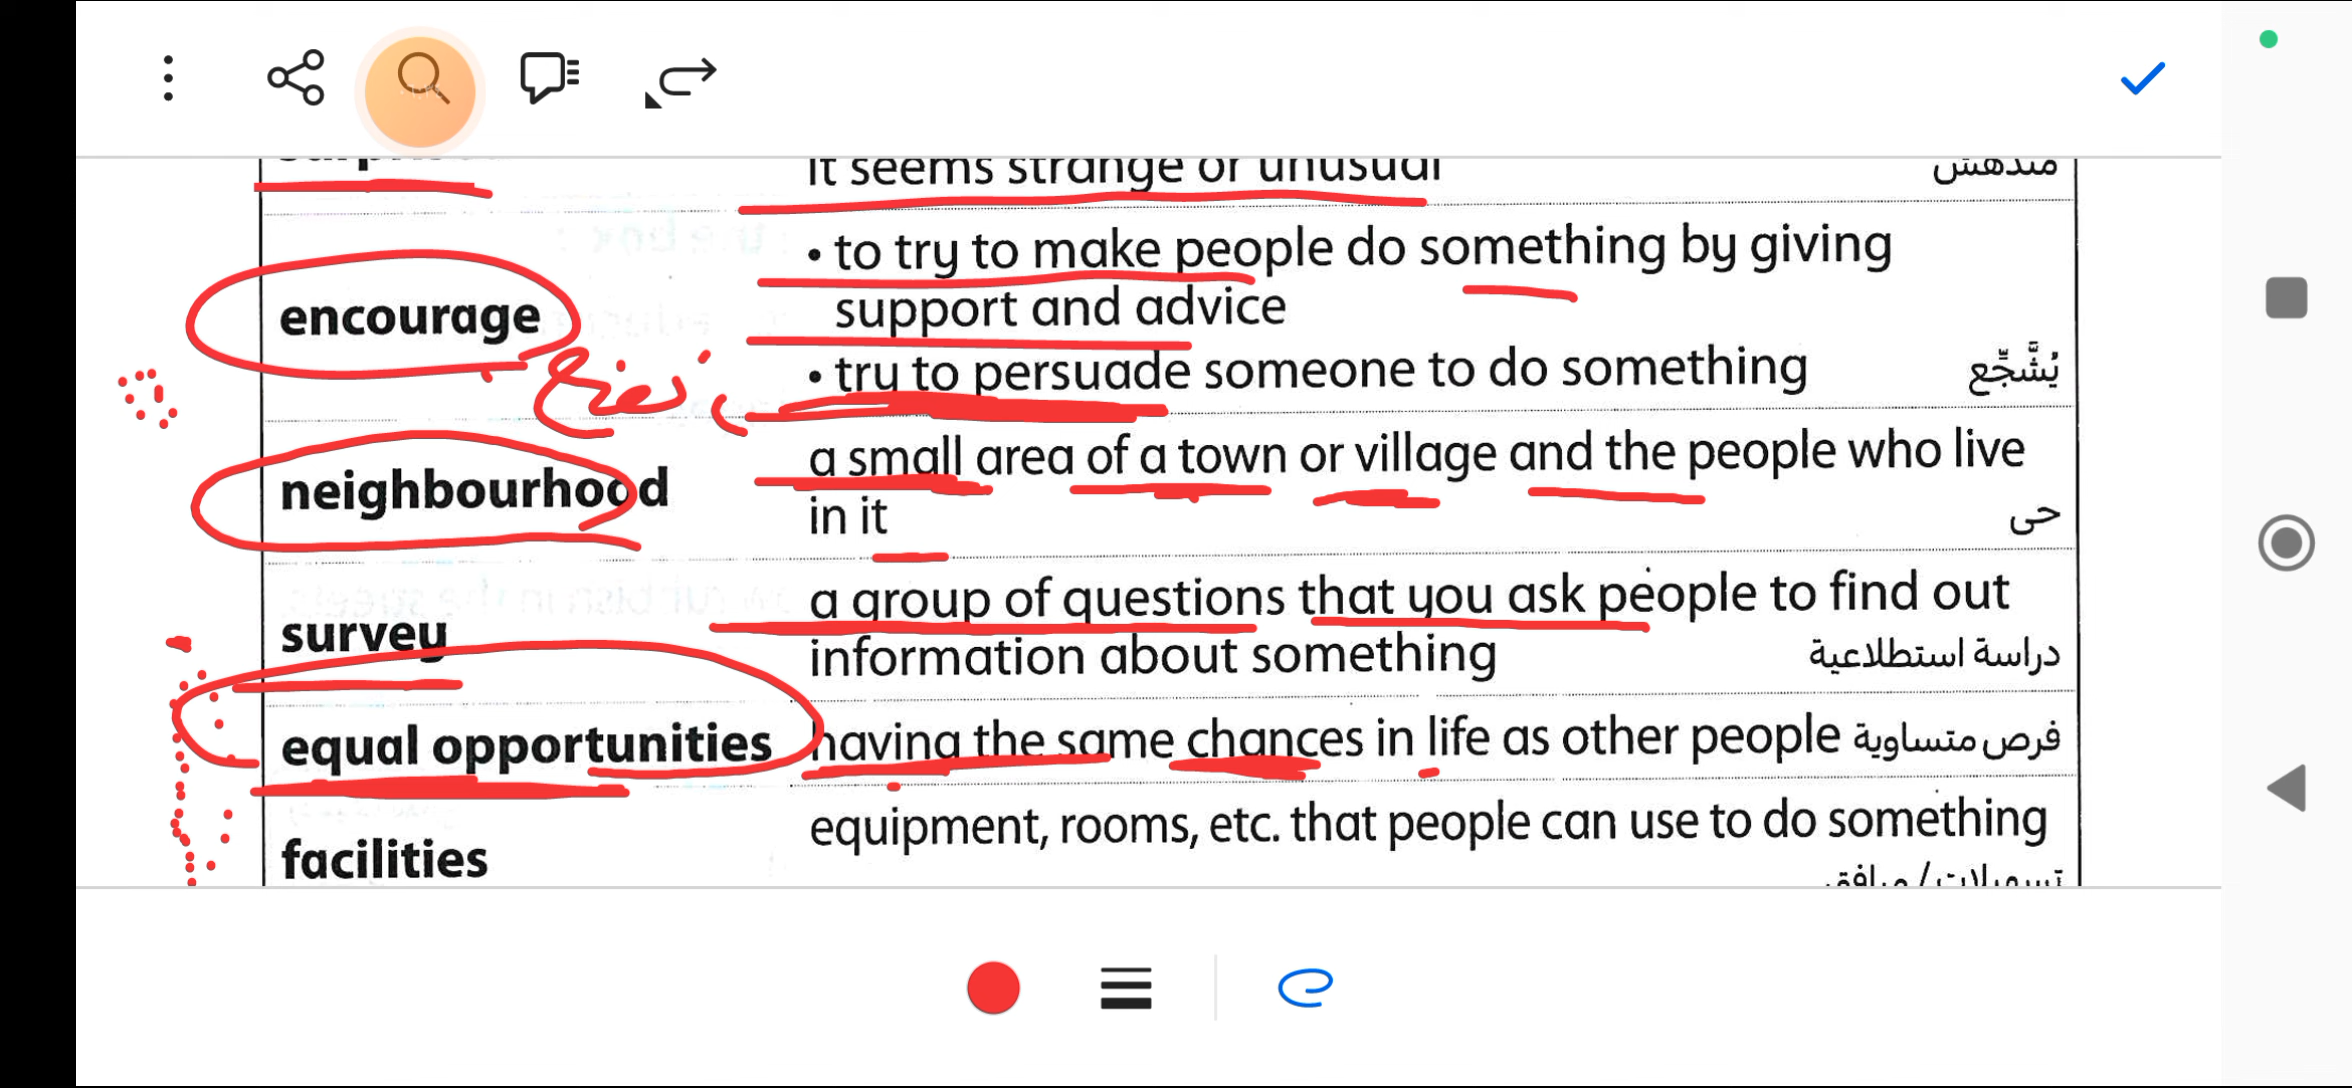 it seems strange or unusual مندهش
encourage
• to try to make people do something by giving
support and advice
• try to persuade someone to do something يُشَّجِّع
neighbourhood
a small area of a town or village and the people who live
in it حى
survey
a group of questions that you ask people to find out
information about something دراسة استطلاعية
equal opportunities having the same chances in life as other people فرص متساوية
facilities
equipment, rooms, etc. that people can use to do something